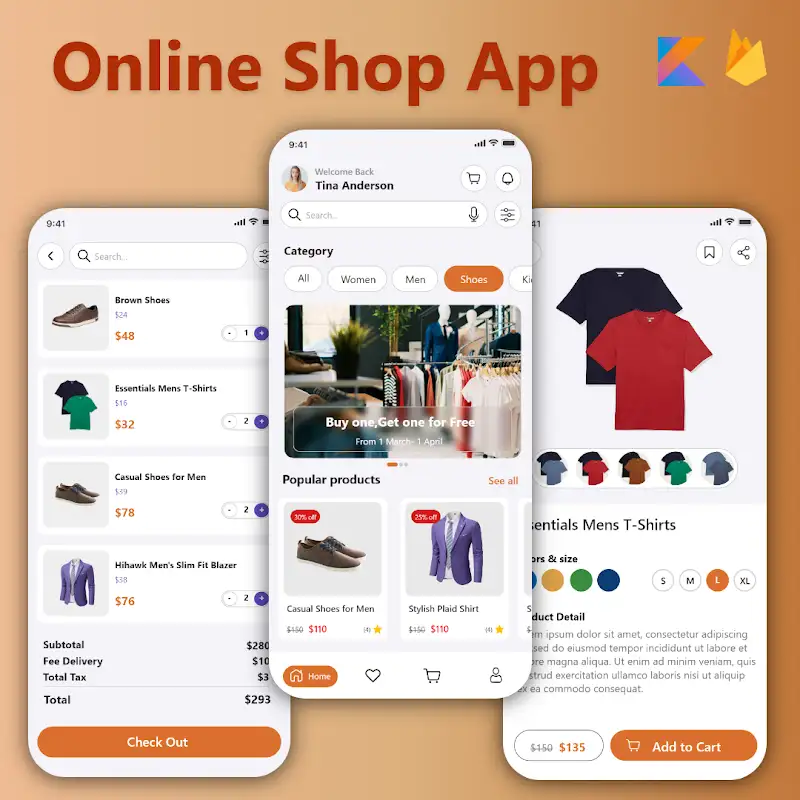 Online Shop App
9:41
Search..
Brown Shoes
$24
$48
- 1 +
Essentials Mens T-Shirts
$16
$32
- 2 +
Casual Shoes for Men
$39
$78
- 2 +
Hihawk Men's Slim Fit Blazer
$38
$76
- 2 +
Subtotal $280
Fee Delivery $10
Total Tax $3
Total $293
Check Out
9:41
Welcome Back
Tina Anderson
Search..
Category
All Women Men Shoes
Buy one,Get one for Free
From 1 March- 1 April
Popular products See all
30% off
Casual Shoes for Men
$150 $110 (4)
25% off
Stylish Plaid Shirt
$150 $110 (4)
Home
:41
sentials Mens T-Shirts
ors & size
S M L XL
duct Detail
em ipsum dolor sit amet, consectetur adipiscing
sed do eiusmod tempor incididunt ut labore et
ore magna aliqua. Ut enim ad minim veniam, quis
strud exercitation ullamco laboris nisi ut aliquip
ex ea commodo consequat.
$150 $135
Add to Cart